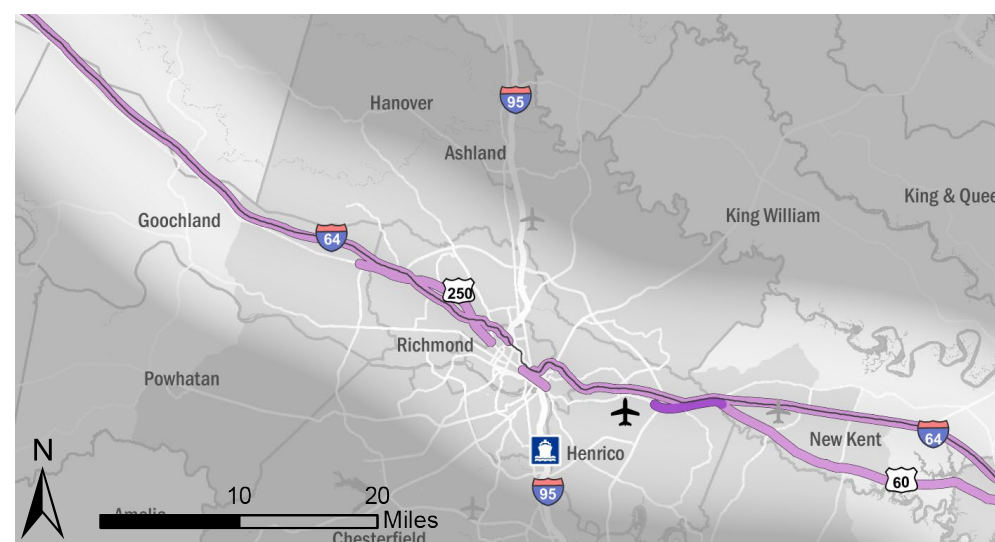 95
Hanover
Ashland
King & Quee
King William
Goochland
64
250
Richmond
Powhatan
New Kent
64
Henrico
60
95
N
10 20
Miles
Amelia
Chesterfield